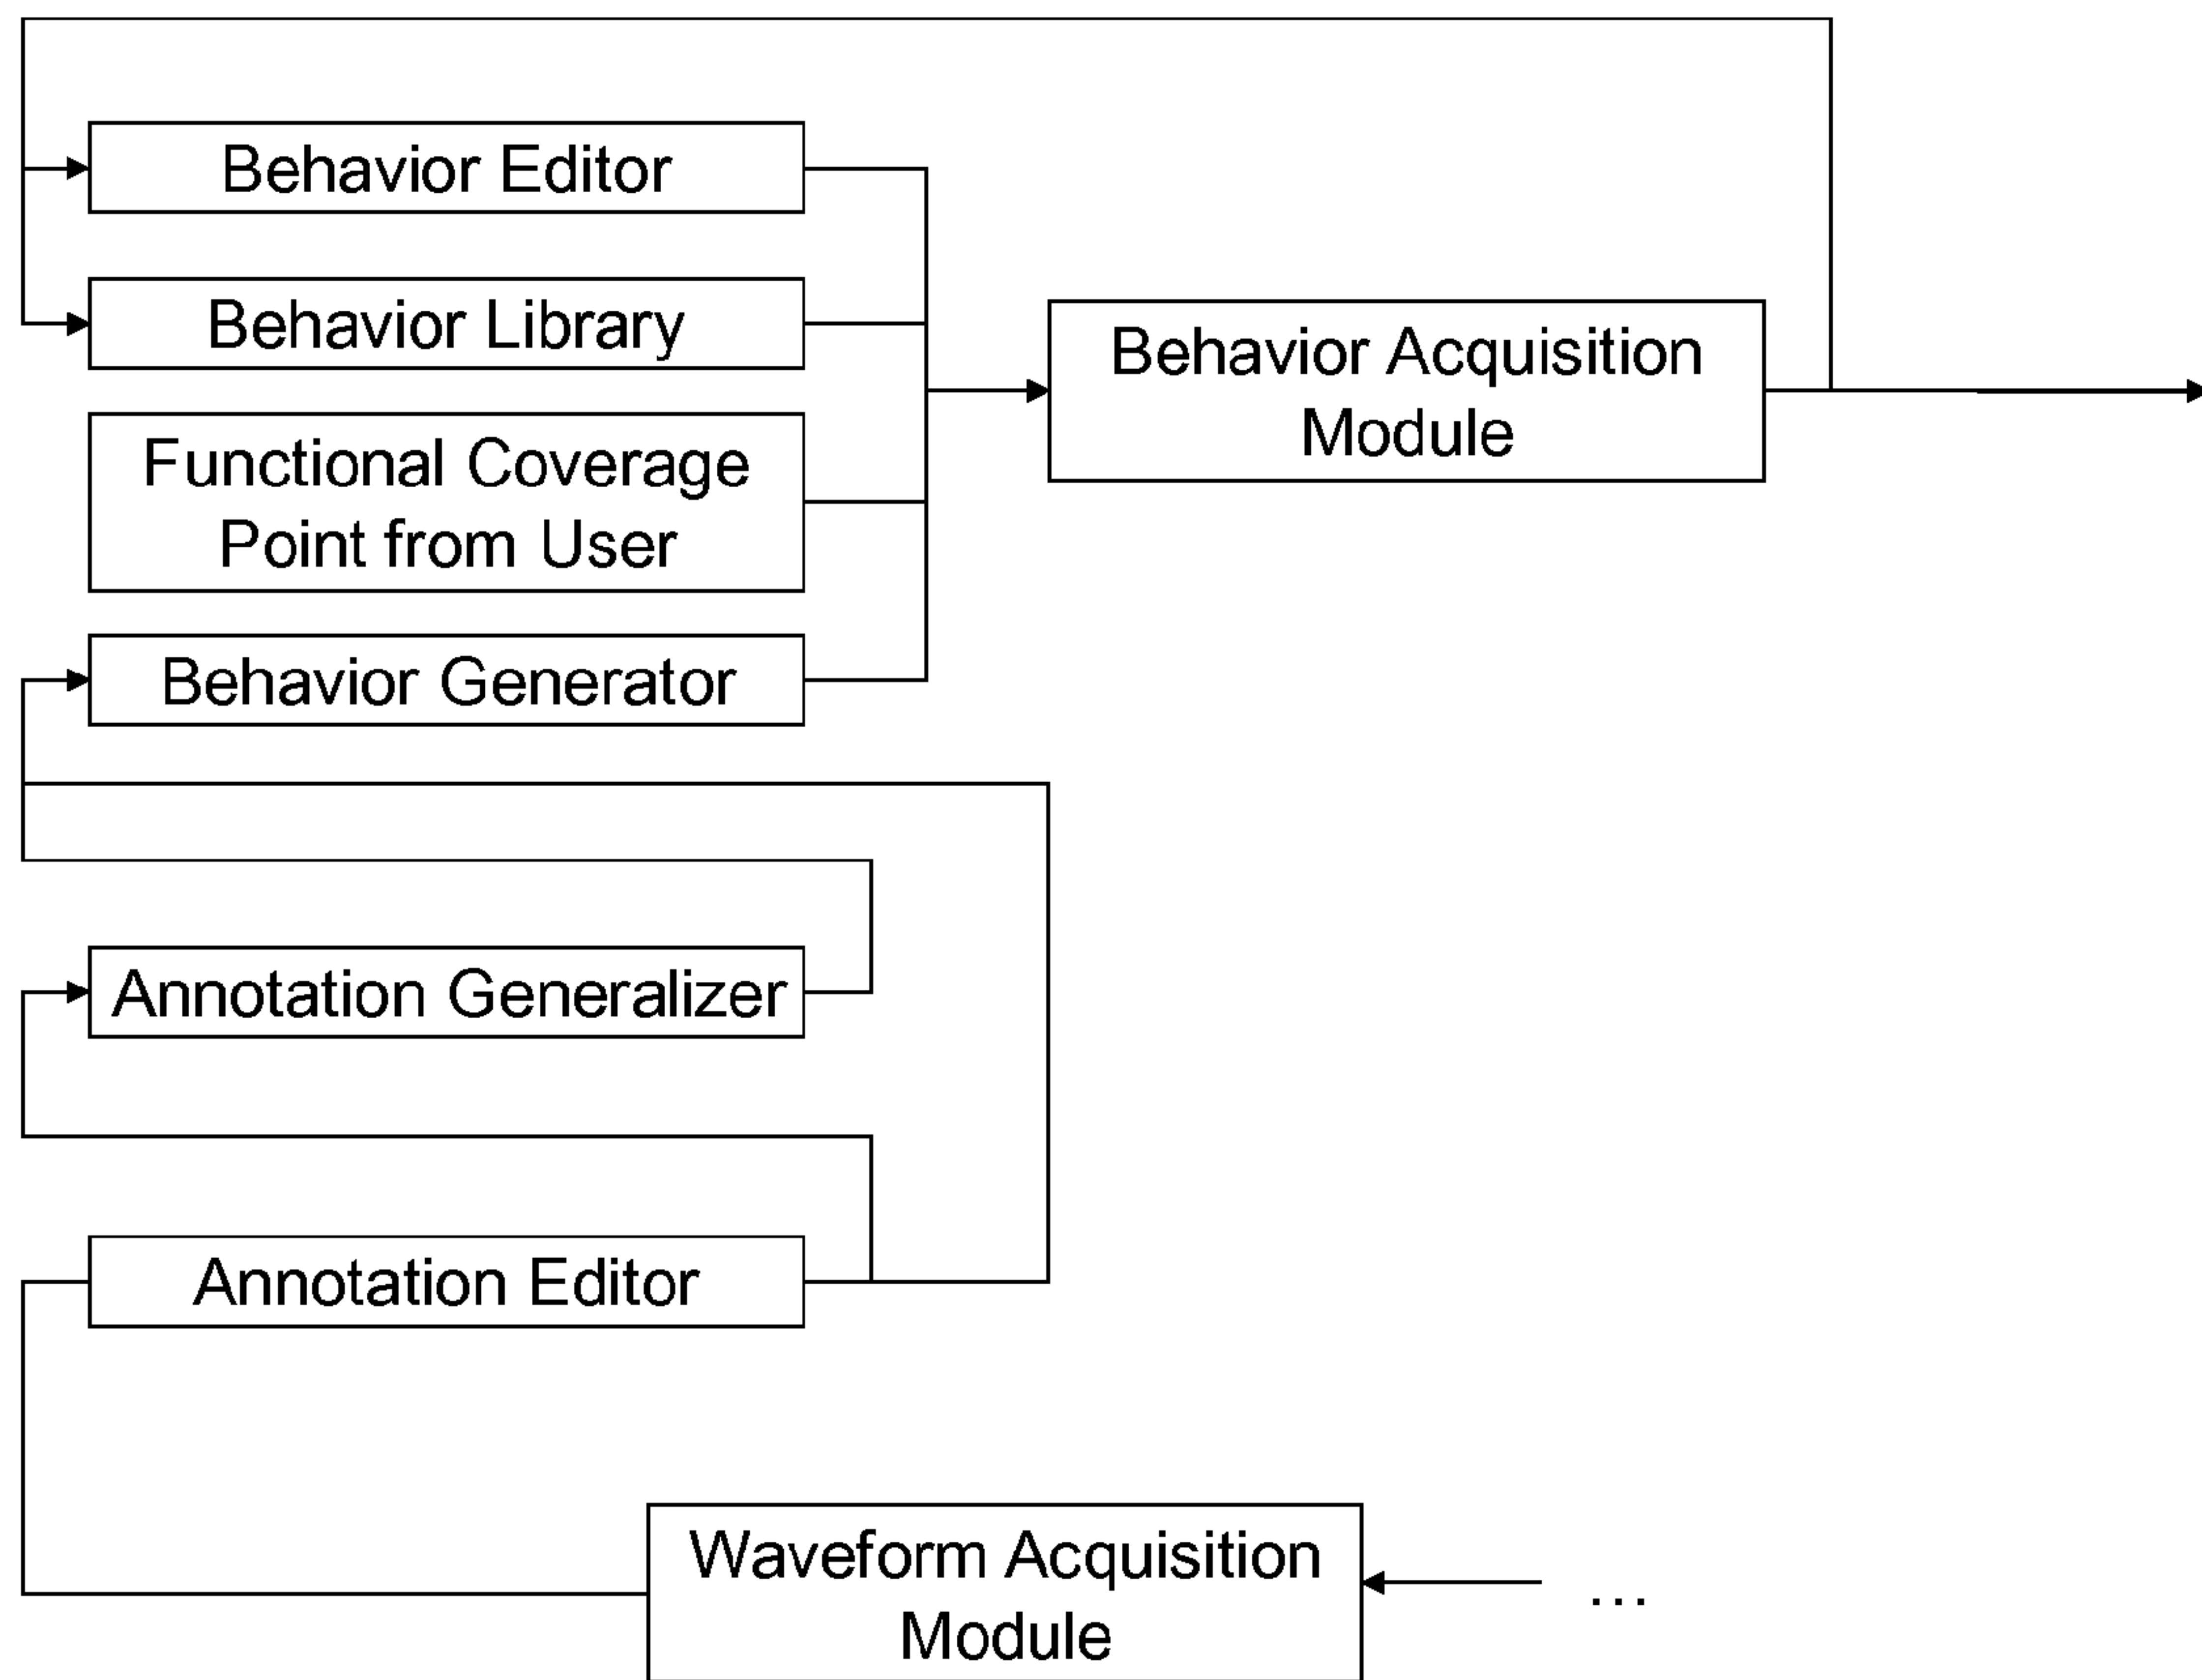 Behavior Editor
Behavior Library
Behavior Acquisition
Module
Functional Coverage
Point from User
Behavior Generator
Annotation Generalizer
Annotation Editor
Waveform Acquisition
Module
...